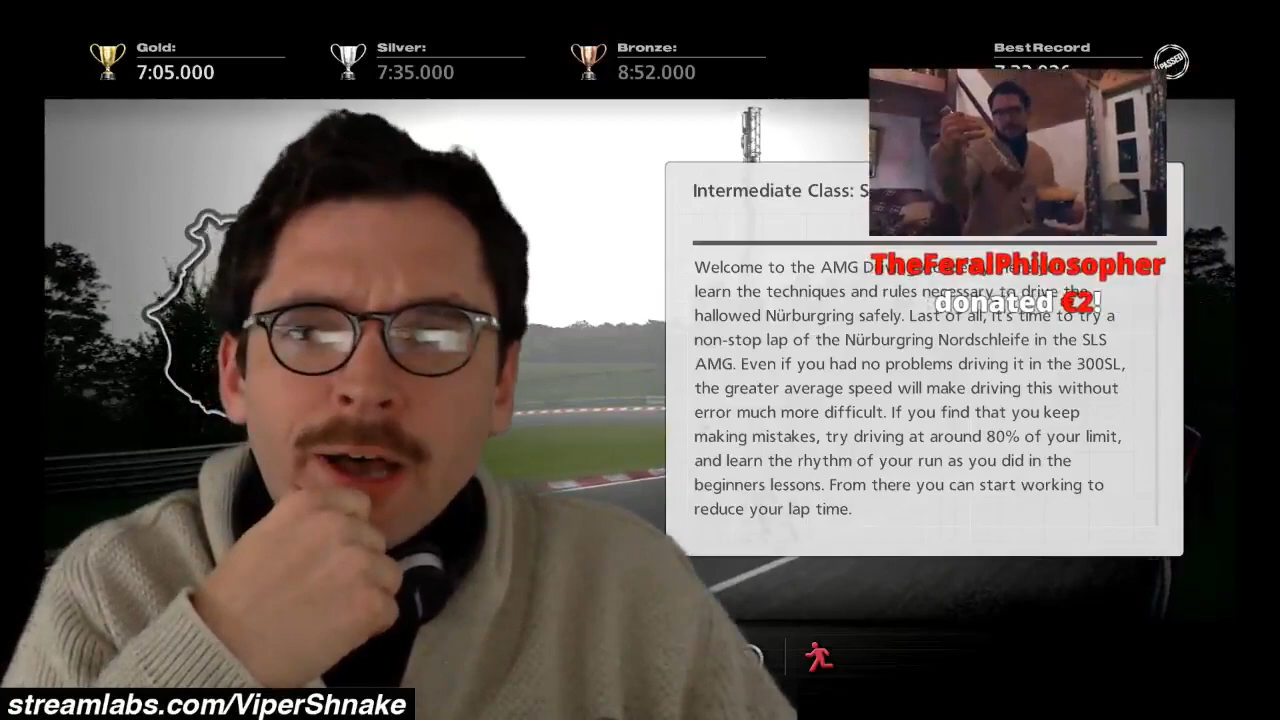 Gold:
7:05.000
Silver:
7:35.000
Bronze:
8:52.000
BestRecord
PASSED
Intermediate Class: S
TheFeralPhilosopher
donated €2!
Welcome to the AMG
learn the techniques and rules necessary to drive the
hallowed Nürburgring safely. Last of all, it's time to try a
non-stop lap of the Nürburgring Nordschleife in the SLS
AMG. Even if you had no problems driving it in the 300SL,
the greater average speed will make driving this without
error much more difficult. If you find that you keep
making mistakes, try driving at around 80% of your limit,
and learn the rhythm of your run as you did in the
beginners lessons. From there you can start working to
reduce your lap time.
streamlabs.com/ViperShnake